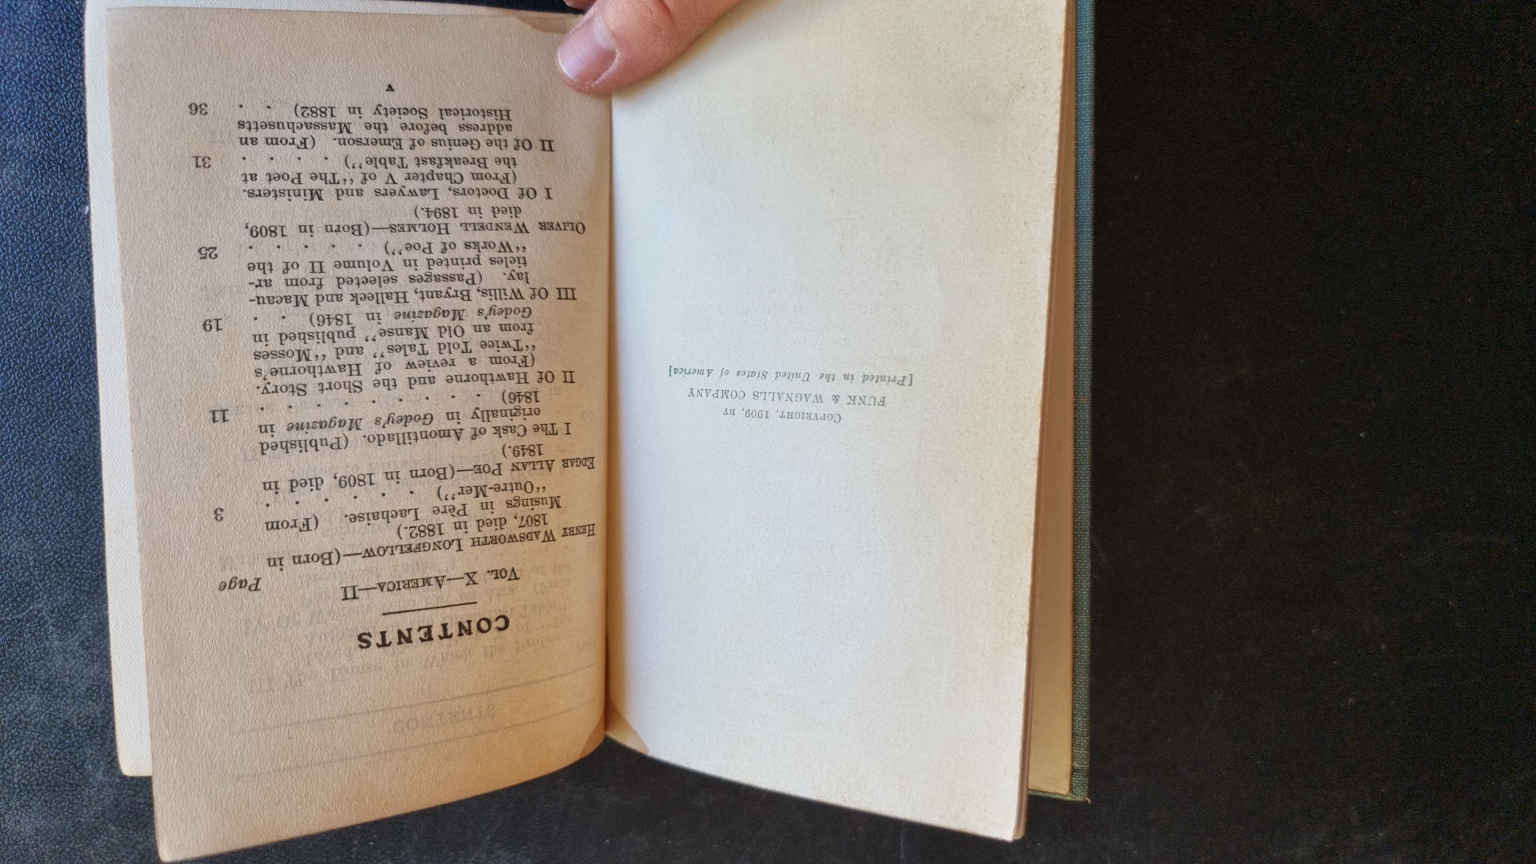 COPYRIGHT, 1909, BY
FUNK & WAGNALLS COMPANY
[Printed in the United States of America]
CONTENTS
VOL. X—AMERICA—II
Page
HENRY WADSWORTH LONGFELLOW—(Born in
1807, died in 1882.)
Musings in Père Lachaise. (From
“Outre-Mer”) . . . . . . 3
EDGAR ALLAN POE—(Born in 1809, died in
1849.)
I The Cask of Amontillado. (Published
originally in Godey's Magazine in
1846) . . . . . . . . 11
II Of Hawthorne and the Short Story.
(From a review of Hawthorne's
“Twice Told Tales” and “Mosses
from an Old Manse” published in
Godey's Magazine in 1846) . . 19
III Of Willis, Bryant, Halleck and Macau-
lay. (Passages selected from ar-
ticles printed in Volume II of the
“Works of Poe”) . . . . . 25
OLIVER WENDELL HOLMES—(Born in 1809,
died in 1894.)
I Of Doctors, Lawyers and Ministers.
(From Chapter V of “The Poet at
the Breakfast Table”) . . . . 31
II Of the Genius of Emerson. (From an
address before the Massachusetts
Historical Society in 1882) . . 36
v